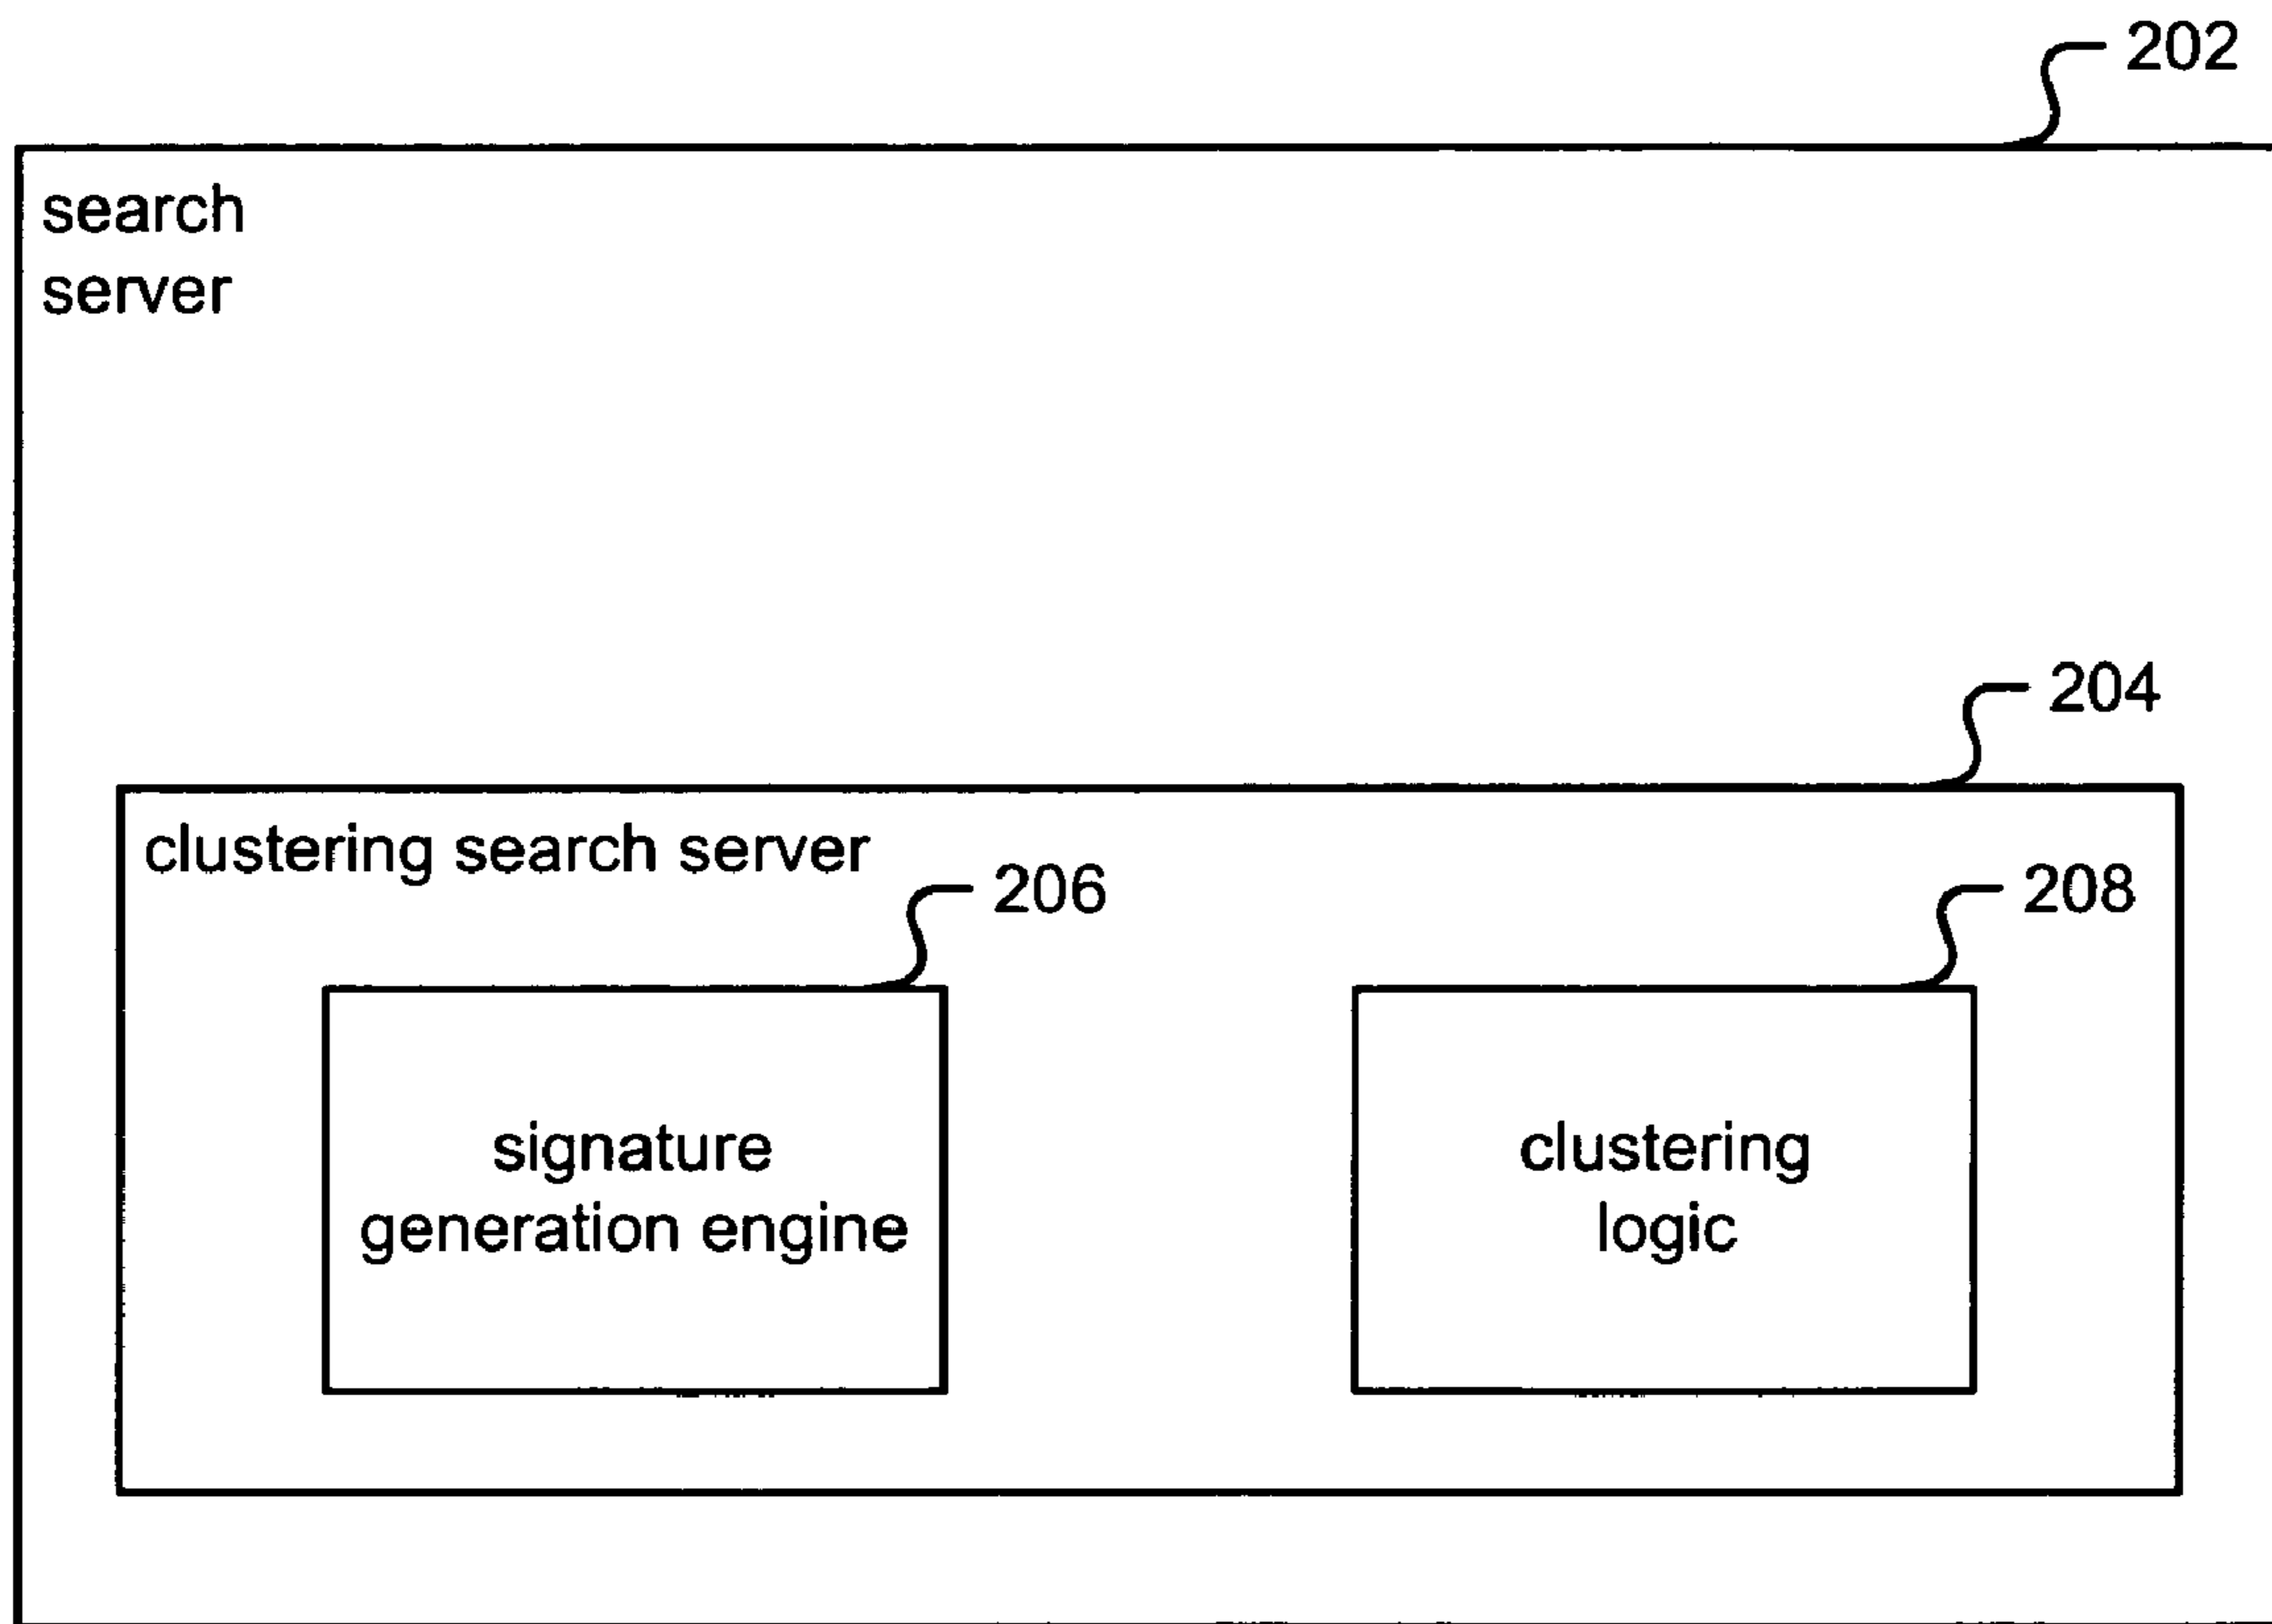 202
search
server
204
clustering search server
206
208
signature
generation engine
clustering
logic